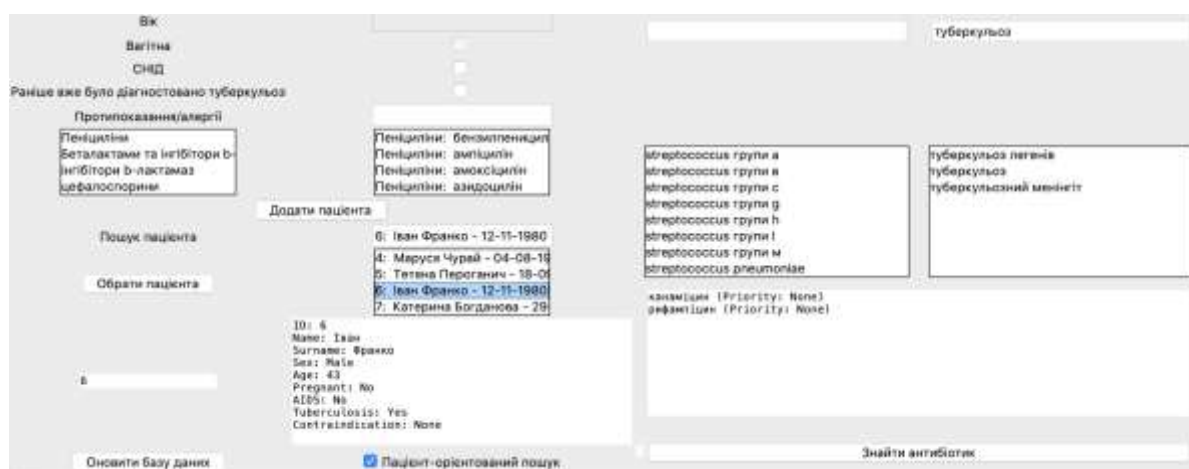 Вік
Вагітна
СНІД
Раніше вже було діагностовано туберкульоз
Протипоказання/алергії
Пеніциліни
Беталактами та інгібітори b-
інгібітори b-лактамаз
цефалоспорини
Пеніциліни: бензилпеницил
Пеніциліни: ампіцилін
Пеніциліни: амоксіцилін
Пеніциліни: азидоцилін
Додати пацієнта
Пошук пацієнта
6: Іван Франко - 12-11-1980
Обрати пацієнта
4: Маруся Чурай - 04-08-19
5: Тетяна Пероганич - 18-09
6: Іван Франко - 12-11-1980
7: Катерина Богданова - 29
ID: 6
Name: Іван
Surname: Франко
Sex: Male
Age: 43
Pregnant: No
AIDS: No
Tuberculosis: Yes
Contraindication: None
6
Оновити базу даних
Пацієнт-орієнтований пошук
туберкульоз
streptococcus групи а
streptococcus групи в
streptococcus групи с
streptococcus групи g
streptococcus групи h
streptococcus групи l
streptococcus групи м
streptococcus pneumoniae
туберкульоз легенів
туберкульоз
туберкульозний менінгіт
канаміцин (Priority: None)
рифампіцин (Priority: None)
Знайти антибіотик